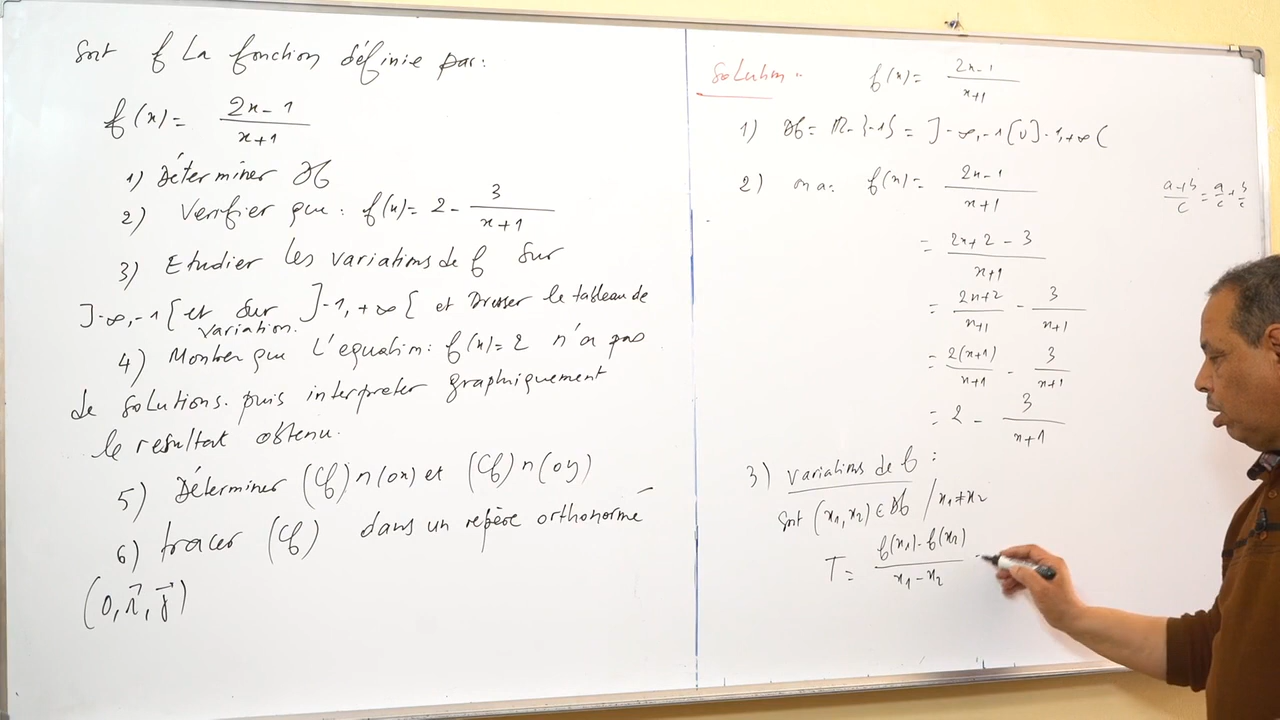 Soit f La fonction définie par:
f(x) = (2x-1)/(x+1)
1) Déterminer Df
2) Verifier que: f(x) = 2 - 3/(x+1)
3) Etudier les variations de f sur
]-∞,-1[ et sur ]-1,+∞[ et Dresser le tableau de
variation.
4) Montrer que l'equation: f(x)=2 n'a pas
de solutions. puis interpreter graphiquement
le resultat obtenu.
5) Déterminer (Cf)∩(ox) et (Cf)∩(oy)
6) tracer (Cf) dans un repère orthonormé
(0,i⃗,j⃗)
Solution:
f(x) = (2x-1)/(x+1)
1) Df = IR-{-1} = ]-∞,-1[U]-1,+∞(
2) on a: f(x) = (2x-1)/(x+1)
(a+b)/c = a/c + b/c
= (2x+2-3)/(x+1)
= (2x+2)/(x+1) - 3/(x+1)
= 2(x+1)/(x+1) - 3/(x+1)
= 2 - 3/(x+1)
3) variations de f:
soit (x₁,x₂) ∈ Df / x₁≠x₂
T = (f(x₁)-f(x₂))/(x₁-x₂)